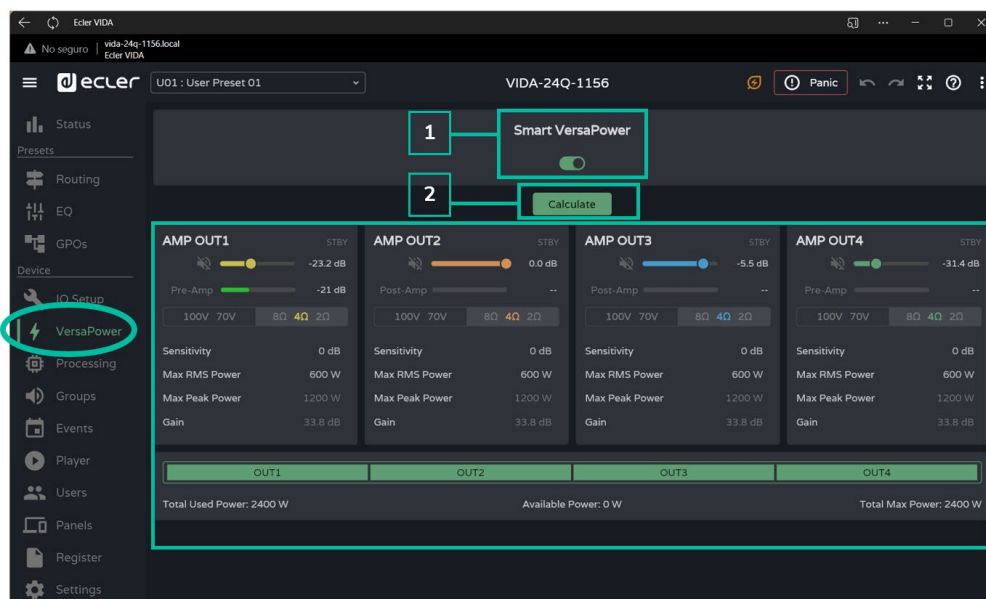 Ecler VIDA
No seguro | vida-24q-1156.local
Ecler VIDA
ecler
U01 : User Preset 01
VIDA-24Q-1156
Panic
Status
Presets
Routing
EQ
GPOs
Device
IO Setup
VersaPower
Processing
Groups
Events
Player
Users
Panels
Register
Settings
1
Smart VersaPower
2
Calculate
AMP OUT1 STBY
-23.2 dB
Pre-Amp -21 dB
100V 70V 8Ω 4Ω 2Ω
Sensitivity 0 dB
Max RMS Power 600 W
Max Peak Power 1200 W
Gain 33.8 dB
AMP OUT2 STBY
0.0 dB
Post-Amp --
100V 70V 8Ω 4Ω 2Ω
Sensitivity 0 dB
Max RMS Power 600 W
Max Peak Power 1200 W
Gain 33.8 dB
AMP OUT3 STBY
-5.5 dB
Post-Amp --
100V 70V 8Ω 4Ω 2Ω
Sensitivity 0 dB
Max RMS Power 600 W
Max Peak Power 1200 W
Gain 33.8 dB
AMP OUT4 STBY
-31.4 dB
Pre-Amp --
100V 70V 8Ω 4Ω 2Ω
Sensitivity 0 dB
Max RMS Power 600 W
Max Peak Power 1200 W
Gain 33.8 dB
OUT1 OUT2 OUT3 OUT4
Total Used Power: 2400 W Available Power: 0 W Total Max Power: 2400 W